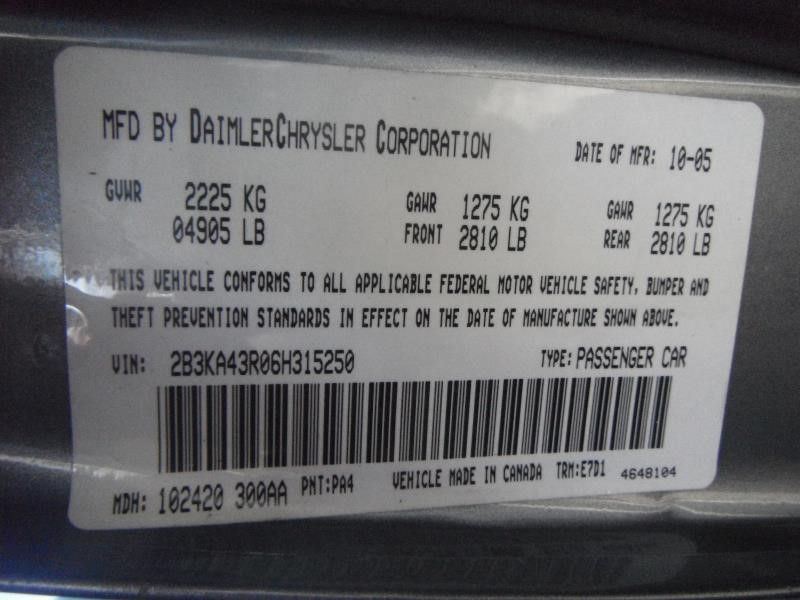 MFD BY DAIMLERCHRYSLER CORPORATION DATE OF MFR: 10-05
GVWR 2225 KG GAWR 1275 KG GAWR 1275 KG
04905 LB FRONT 2810 LB REAR 2810 LB
THIS VEHICLE CONFORMS TO ALL APPLICABLE FEDERAL MOTOR VEHICLE SAFETY, BUMPER AND
THEFT PREVENTION STANDARDS IN EFFECT ON THE DATE OF MANUFACTURE SHOWN ABOVE.
VIN: 2B3KA43R06H315250 TYPE: PASSENGER CAR
MDH: 102420 300AA PNT:PA4 VEHICLE MADE IN CANADA TRM:E7D1 4648104